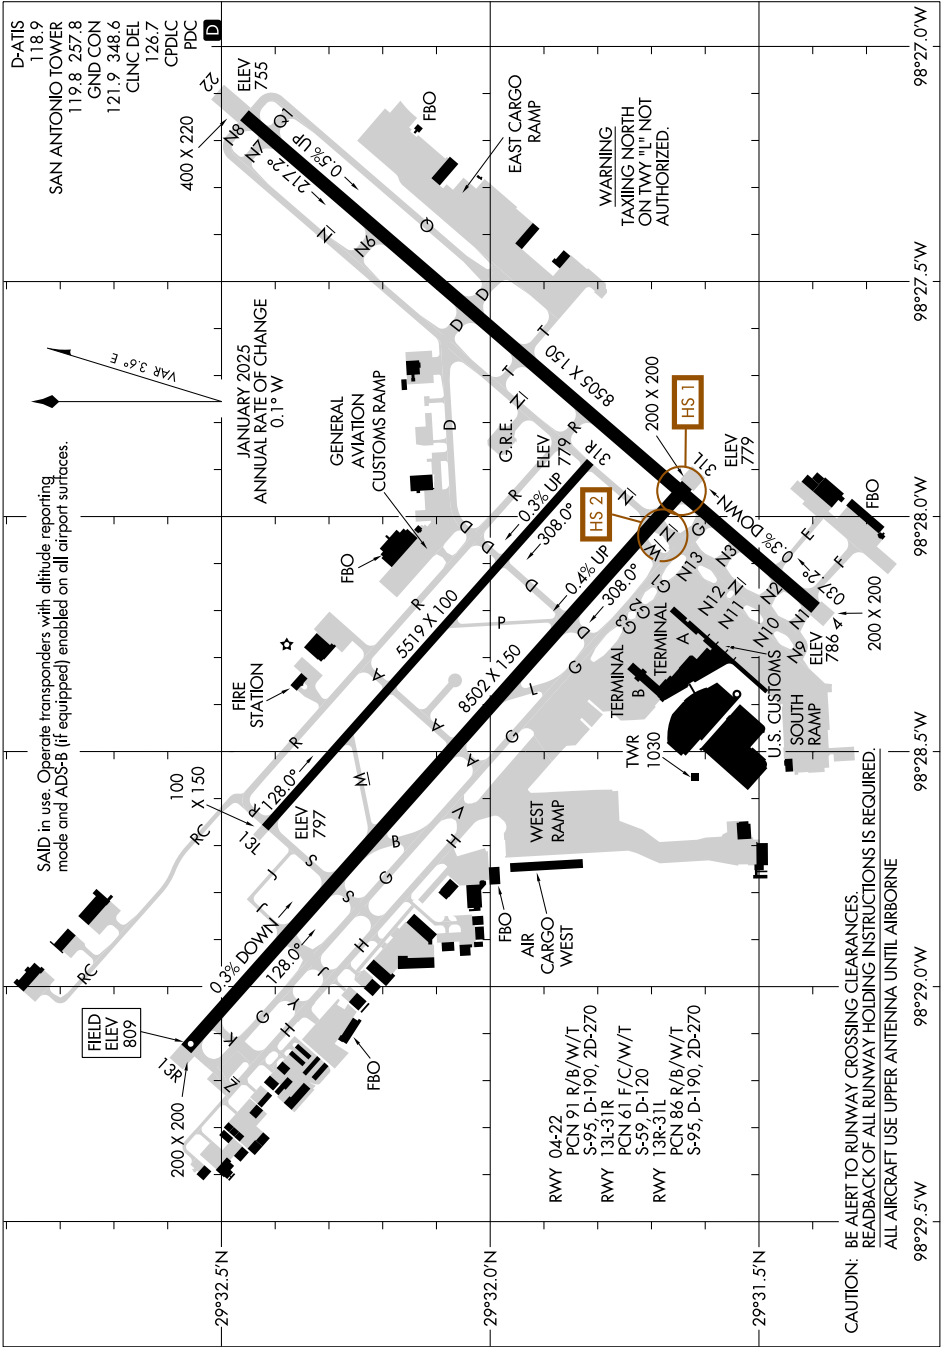 D-ATIS
118.9
SAN ANTONIO TOWER
119.8 257.8
GND CON
121.9 348.6
CLNC DEL
126.7
CPDLC
PDC
D
SAID in use. Operate transponders with altitude reporting
mode and ADS-B (if equipped) enabled on all airport surfaces.
VAR 3.6° E
JANUARY 2025
ANNUAL RATE OF CHANGE
0.1° W
WARNING
TAXIING NORTH
ON TWY "L" NOT
AUTHORIZED.
400 X 220
22
ELEV
755
N8
N7
Q1
0.5% UP
217.2°
N
N6
Q
FBO
EAST CARGO
RAMP
D
D
T
T
8505 X 150
GENERAL
AVIATION
CUSTOMS RAMP
D
G.R.E.
N
R
ELEV
779
31R
R
D
D
0.3% UP
308.0°
FBO
R
FIRE
STATION
A
5519 X 100
R
P
D
100
X 150
R
128.0°
13L
ELEV
797
W
RC
RC
J
S
J
S
B
G
A
A
8502 X 150
L
G
G
D
0.4% UP
308.0°
HS 2
HS 1
200 X 200
31L
ELEV
779
N
W
N
G
G1
G2
G3
N13
N3
N12
N
N11
N2
N10
N1
N9
0.3% DOWN
037.2°
E
F
FBO
ELEV
786
4
200 X 200
TERMINAL
B
TERMINAL
A
U.S. CUSTOMS
SOUTH
RAMP
TWR
1030
WEST
RAMP
V
H
H
J
Y
H
G
K
Z
FIELD
ELEV
809
13R
0.3% DOWN
128.0°
200 X 200
FBO
FBO
AIR
CARGO
WEST
RWY 04-22
PCN 91 R/B/W/T
S-95, D-190, 2D-270
RWY 13L-31R
PCN 61 F/C/W/T
S-59, D-120
RWY 13R-31L
PCN 86 R/B/W/T
S-95, D-190, 2D-270
CAUTION: BE ALERT TO RUNWAY CROSSING CLEARANCES.
READBACK OF ALL RUNWAY HOLDING INSTRUCTIONS IS REQUIRED.
ALL AIRCRAFT USE UPPER ANTENNA UNTIL AIRBORNE
29°32.5'N
29°32.0'N
29°31.5'N
98°29.5'W
98°29.0'W
98°28.5'W
98°28.0'W
98°27.5'W
98°27.0'W